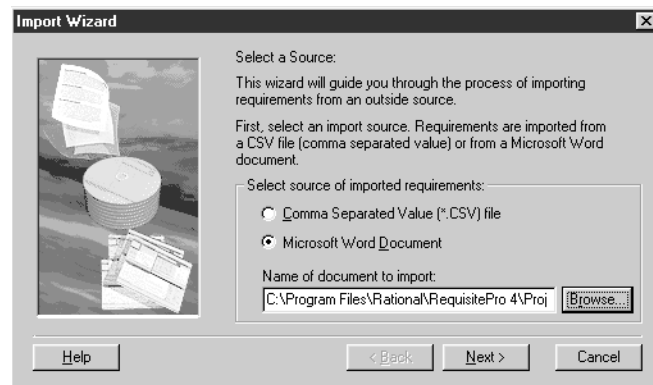 Import Wizard
Select a Source:
This wizard will guide you through the process of importing
requirements from an outside source.
First, select an import source. Requirements are imported from
a CSV file (comma separated value) or from a Microsoft Word
document.
Select source of imported requirements:
Comma Separated Value (*.CSV) file
Microsoft Word Document
Name of document to import:
C:\Program Files\Rational\RequisitePro 4\Proj
Browse...
Help
< Back
Next >
Cancel